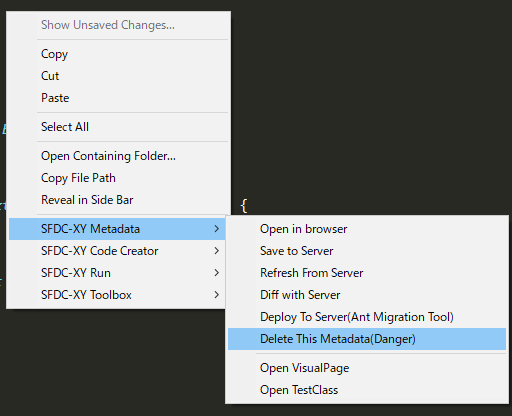 Show Unsaved Changes...
Copy
Cut
Paste
Select All
Open Containing Folder...
Copy File Path
Reveal in Side Bar
{
SFDC-XY Metadata
SFDC-XY Code Creator
SFDC-XY Run
SFDC-XY Toolbox
Open in browser
Save to Server
Refresh From Server
Diff with Server
Deploy To Server(Ant Migration Tool)
Delete This Metadata(Danger)
Open VisualPage
Open TestClass